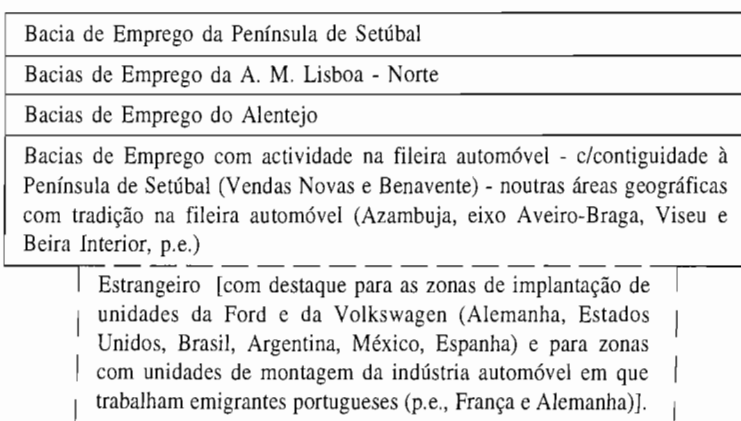 Bacia de Emprego da Península de Setúbal
Bacias de Emprego da A. M. Lisboa - Norte
Bacias de Emprego do Alentejo
Bacias de Emprego com actividade na fileira automóvel - c/contiguidade à
Península de Setúbal (Vendas Novas e Benavente) - noutras áreas geográficas
com tradição na fileira automóvel (Azambuja, eixo Aveiro-Braga, Viseu e
Beira Interior, p.e.)
Estrangeiro [com destaque para as zonas de implantação de
unidades da Ford e da Volkswagen (Alemanha, Estados
Unidos, Brasil, Argentina, México, Espanha) e para zonas
com unidades de montagem da indústria automóvel em que
trabalham emigrantes portugueses (p.e., França e Alemanha)].